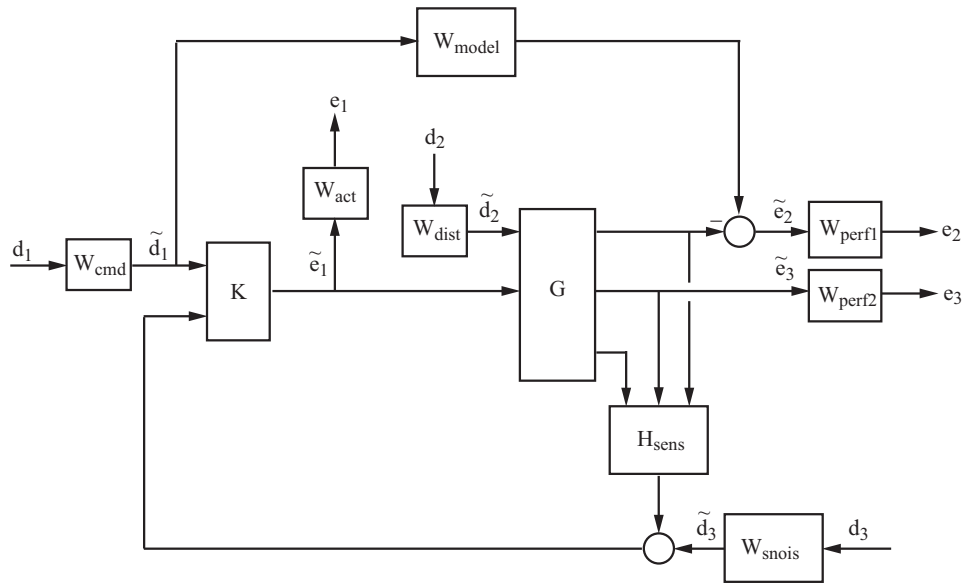 W_model
e_1
d_2
W_act
W_dist
d̃_2
−
ẽ_2
W_perf1
e_2
d_1
W_cmd
d̃_1
K
ẽ_1
G
ẽ_3
W_perf2
e_3
H_sens
d̃_3
W_snois
d_3